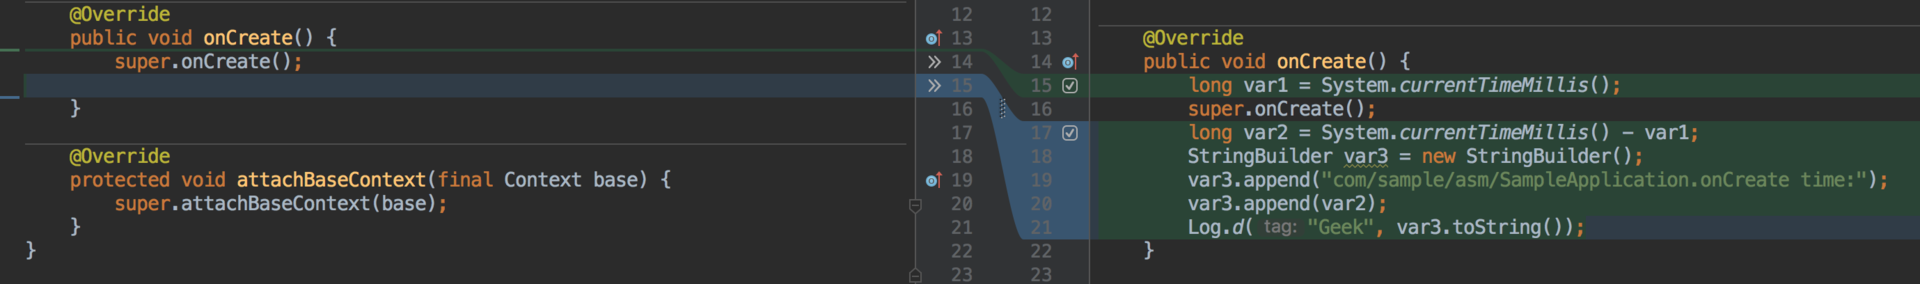 @Override
public void onCreate() {
super.onCreate();
}
@Override
protected void attachBaseContext(final Context base) {
super.attachBaseContext(base);
}
}
12 12
13 13
14 14
15 15
16 16
17 17
18 18
19 19
20 20
21 21
22 22
23 23
@Override
public void onCreate() {
long var1 = System.currentTimeMillis();
super.onCreate();
long var2 = System.currentTimeMillis() - var1;
StringBuilder var3 = new StringBuilder();
var3.append("com/sample/asm/SampleApplication.onCreate time:");
var3.append(var2);
Log.d( tag: "Geek", var3.toString());
}